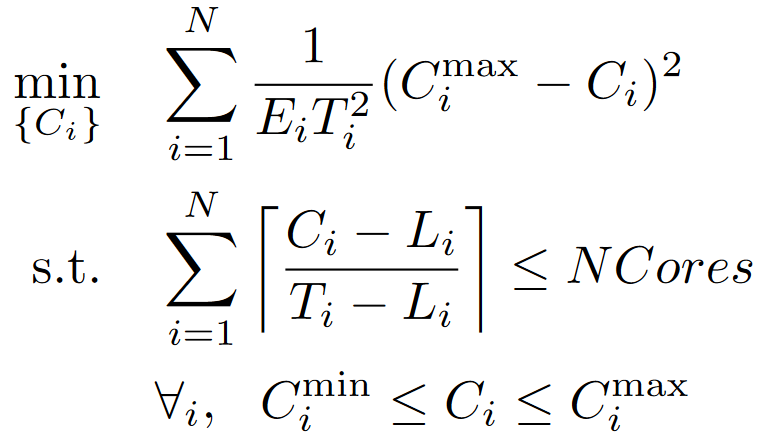 min_{\{C_i\}} \sum_{i=1}^{N} \frac{1}{E_i T_i^2} (C_i^{\max} - C_i)^2
s.t. \sum_{i=1}^{N} \left\lceil \frac{C_i - L_i}{T_i - L_i} \right\rceil \leq NCores
\forall_i, C_i^{\min} \leq C_i \leq C_i^{\max}